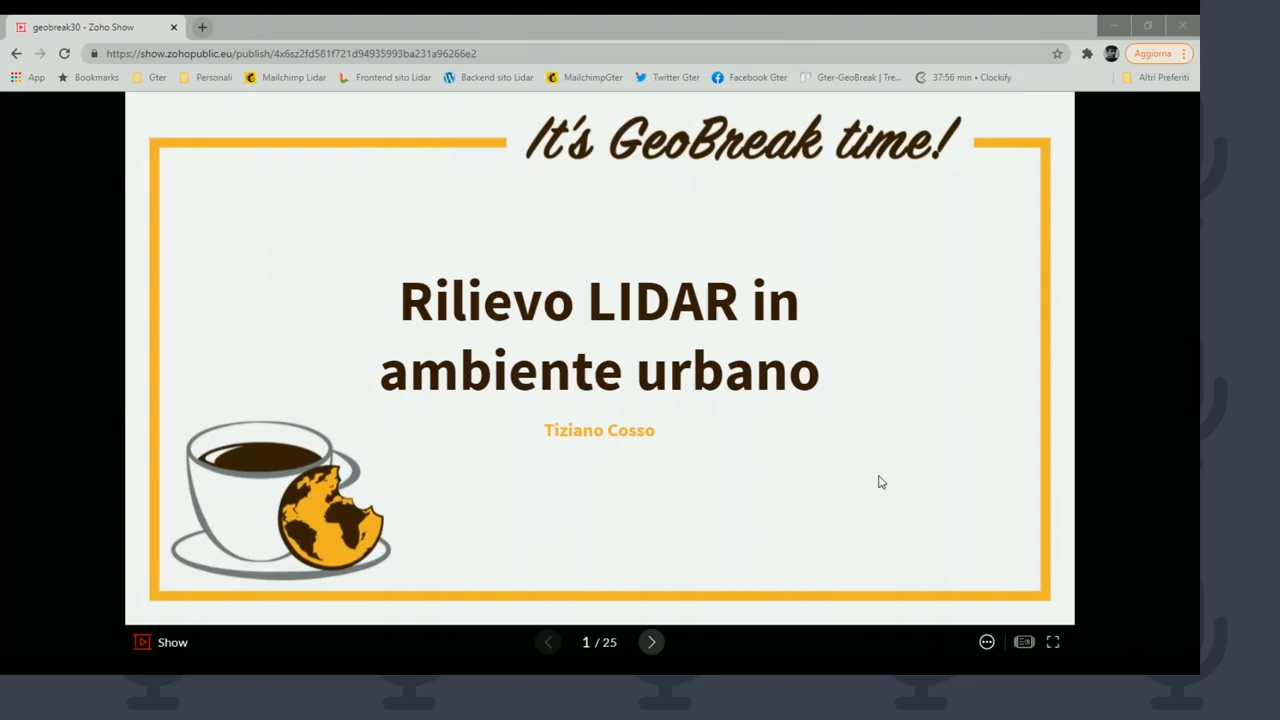 geobreak30 - Zoho Show
https://show.zohopublic.eu/publish/4x6sz2fd581f721d94935993ba231a96266e2
Aggiorna
App Bookmarks Gter Personali Mailchimp Lidar Frontend sito Lidar Backend sito Lidar MailchimpGter Twitter Gter Facebook Gter Gter-GeoBreak | Tre... 37:56 min • Clockify Altri Preferiti
It's GeoBreak time!
Rilievo LIDAR in
ambiente urbano
Tiziano Cosso
Show
1 / 25